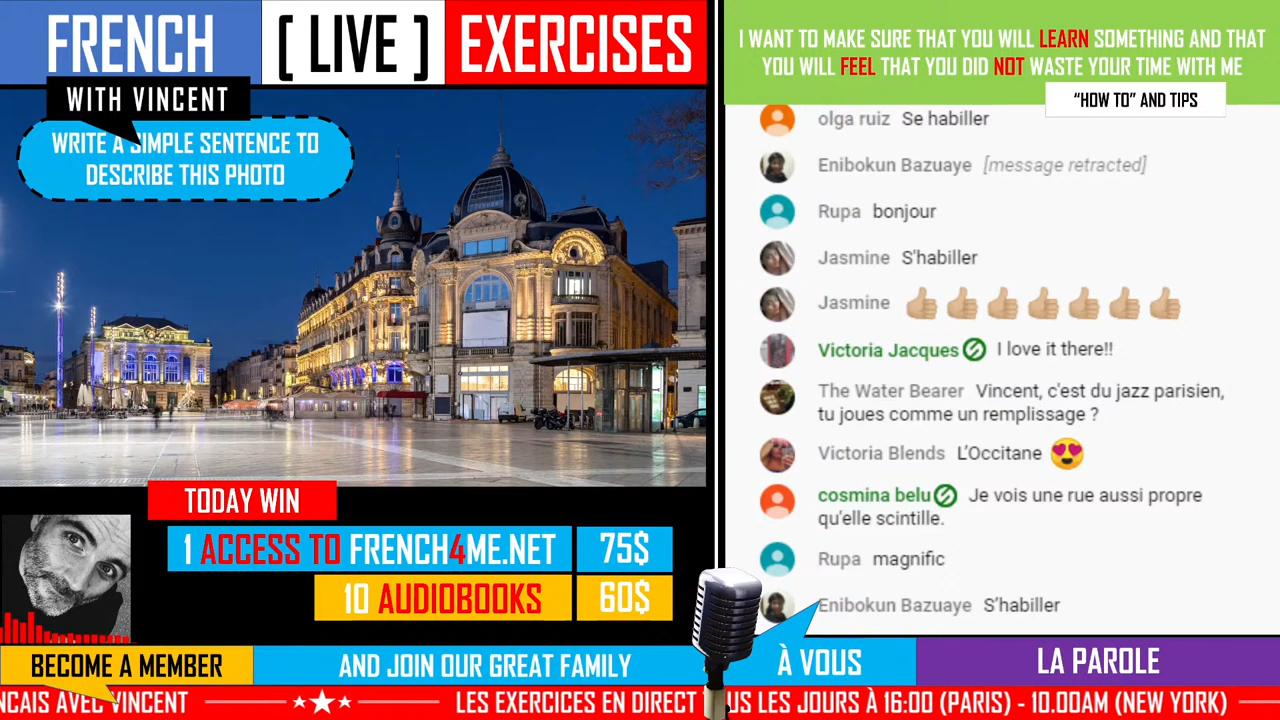 FRENCH [ LIVE ] EXERCISES
WITH VINCENT
WRITE A SIMPLE SENTENCE TO
DESCRIBE THIS PHOTO
TODAY WIN
1 ACCESS TO FRENCH4ME.NET 75$
10 AUDIOBOOKS 60$
I WANT TO MAKE SURE THAT YOU WILL LEARN SOMETHING AND THAT
YOU WILL FEEL THAT YOU DID NOT WASTE YOUR TIME WITH ME
“HOW TO” AND TIPS
olga ruiz Se habiller
Enibokun Bazuaye [message retracted]
Rupa bonjour
Jasmine S'habiller
Jasmine 👍🏼👍🏼👍🏼👍🏼👍🏼👍🏼👍🏼
Victoria Jacques I love it there!!
The Water Bearer Vincent, c'est du jazz parisien,
tu joues comme un remplissage ?
Victoria Blends L'Occitane 😍
cosmina belu Je vois une rue aussi propre
qu'elle scintille.
Rupa magnific
Enibokun Bazuaye S'habiller
BECOME A MEMBER AND JOIN OUR GREAT FAMILY À VOUS LA PAROLE
NCAIS AVEC VINCENT LES EXERCICES EN DIRECT US LES JOURS À 16:00 (PARIS) - 10.00AM (NEW YORK)